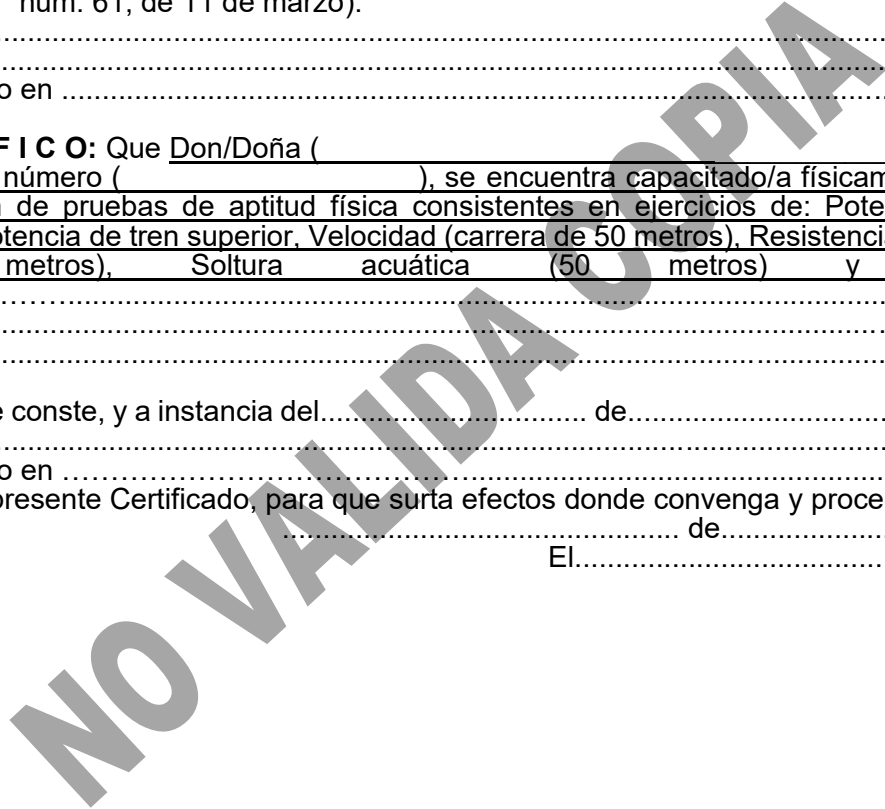 núm. 61, de 11 de marzo).
................................................................................................
................................................................................................
o en ................................................................................................
F I C O: Que Don/Doña (
número ( ), se encuentra capacitado/a físicam
de pruebas de aptitud física consistentes en ejercicios de: Pote
otencia de tren superior, Velocidad (carrera de 50 metros), Resistencia
metros), Soltura acuática (50 metros) y
................................................................................................
................................................................................................
................................................................................................
e conste, y a instancia del................................. de................................
................................................................................................
o en ................................................................................................
presente Certificado, para que surta efectos donde convenga y proce
................................................ de....................
El.....................................
NO VALIDA COPIA